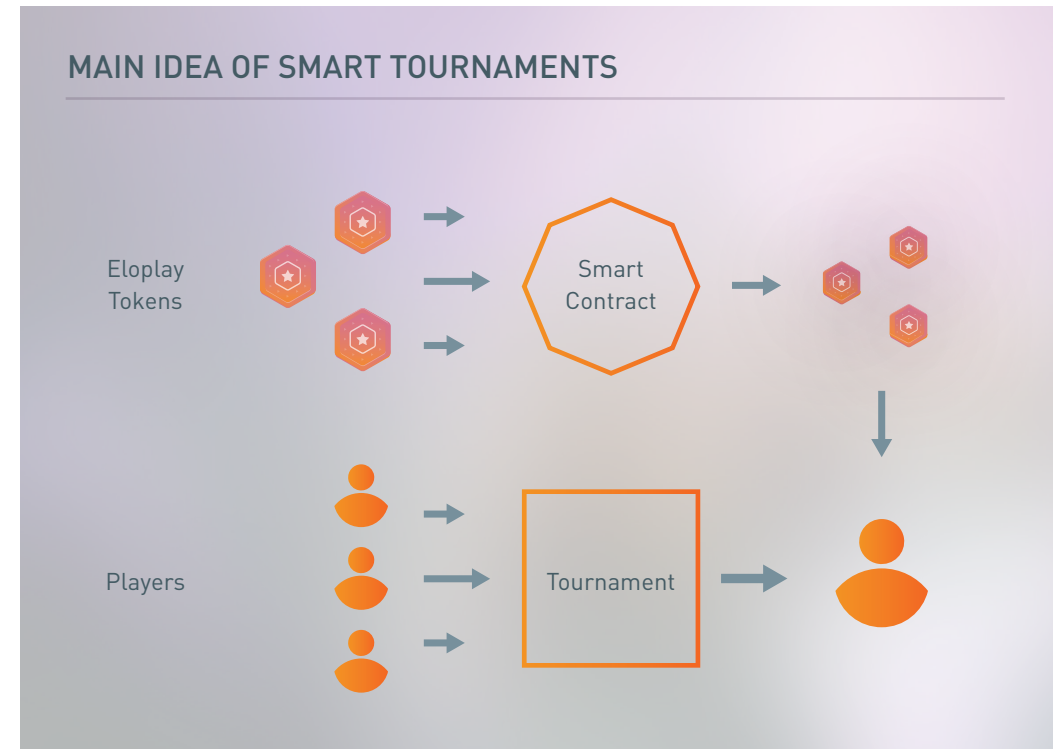 MAIN IDEA OF SMART TOURNAMENTS
Eloplay
Tokens
Smart
Contract
Players
Tournament